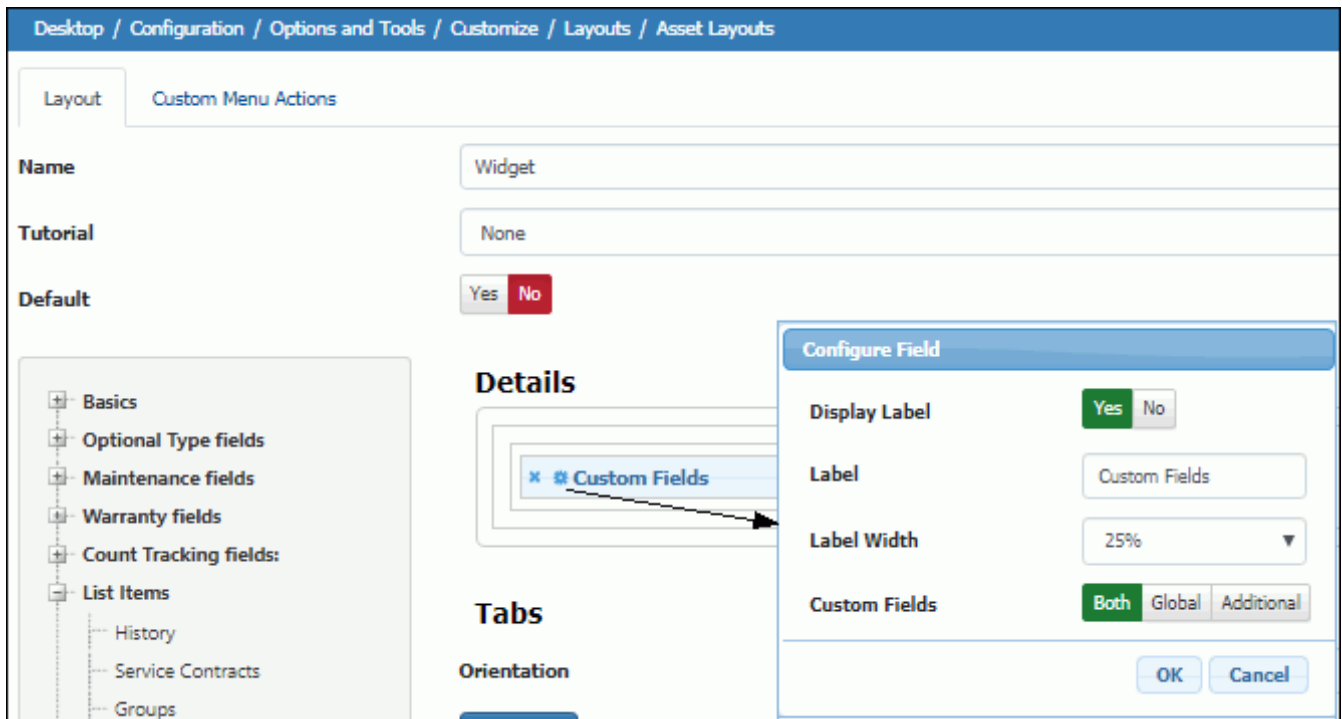 Desktop / Configuration / Options and Tools / Customize / Layouts / Asset Layouts
Layout Custom Menu Actions
Name Widget
Tutorial None
Default Yes No
Basics
Optional Type fields
Maintenance fields
Warranty fields
Count Tracking fields:
List Items
History
Service Contracts
Groups
Details
Custom Fields
Tabs
Orientation
Configure Field
Display Label Yes No
Label Custom Fields
Label Width 25%
Custom Fields Both Global Additional
OK Cancel